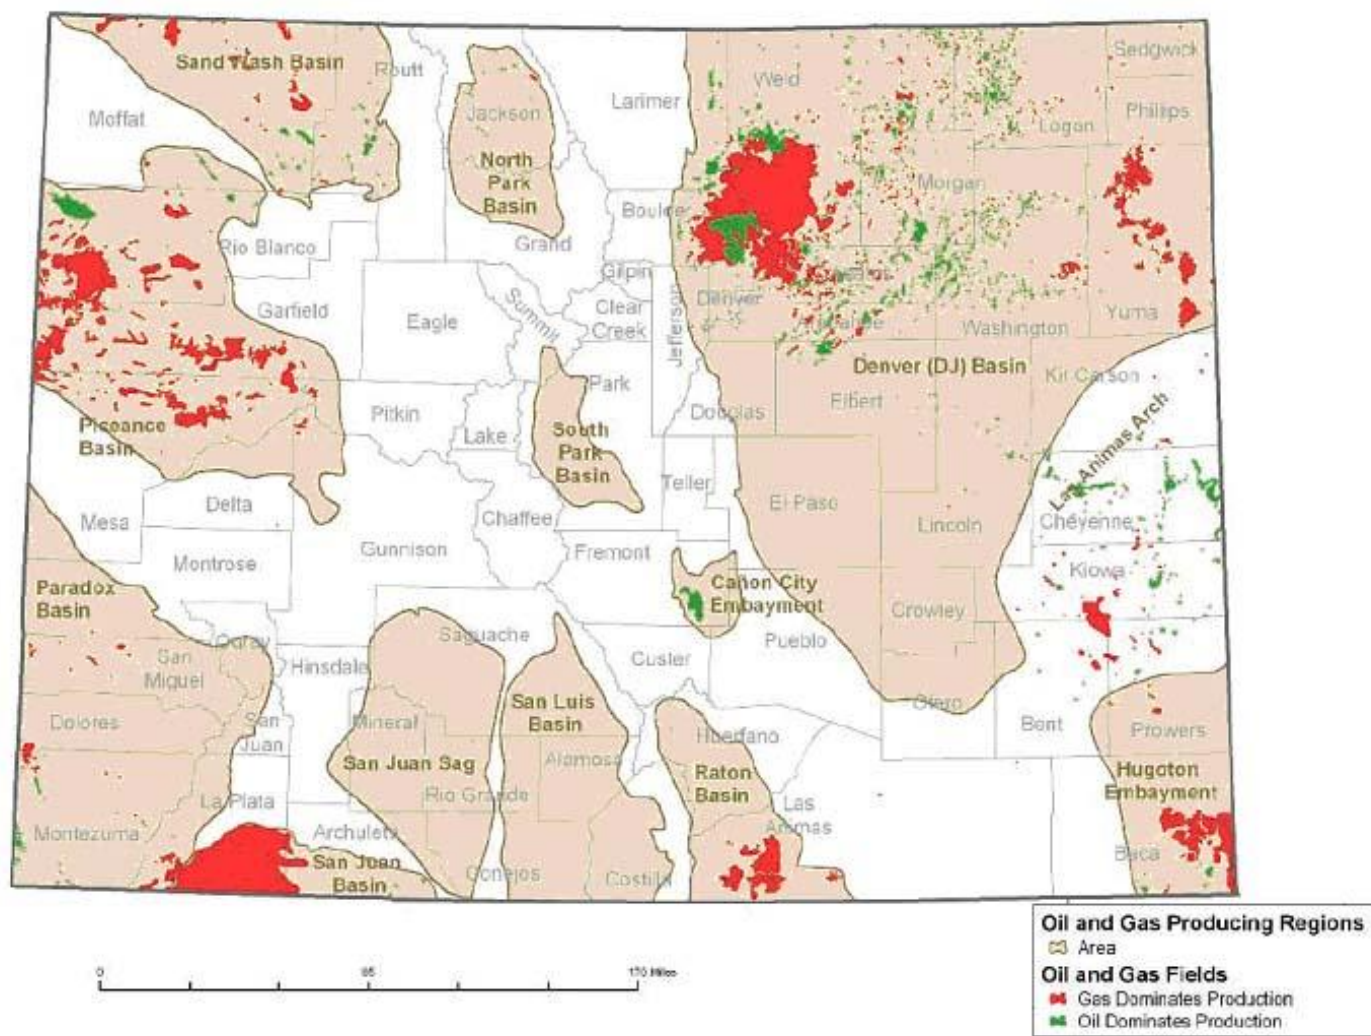 Sedgwick
Sand Wash Basin
Routt
Weld
Larimer
Moffat
Jackson
Phillips
Logan
North
Park
Basin
Morgan
Boulder
Grand
Rio Blanco
Gilpin
Denver
Summit
Clear
Creek
Jefferson
Garfield
Eagle
Yuma
Washington
Denver (DJ) Basin
Kit Carson
Park
Elbert
Pitkin
Douglas
Piceance
Basin
Lake
South
Park
Basin
Las Animas Arch
Teller
El Paso
Delta
Mesa
Chaffee
Lincoln
Cheyenne
Gunnison
Fremont
Montrose
Kiowa
Paradox
Basin
Cañon City
Embayment
Crowley
Saguache
Pueblo
Ouray
San
Miguel
Hinsdale
Custer
San Luis
Basin
Otero
Dolores
San
Juan
Mineral
Huerfano
Bent
Prowers
San Juan Sag
Alamosa
Raton
Basin
Hugoton
Embayment
La Plata
Rio Grande
Las
Animas
Montezuma
Archuleta
Baca
San Juan
Basin
Conejos
Costilla
0 85 170 Miles
Oil and Gas Producing Regions
Area
Oil and Gas Fields
Gas Dominates Production
Oil Dominates Production